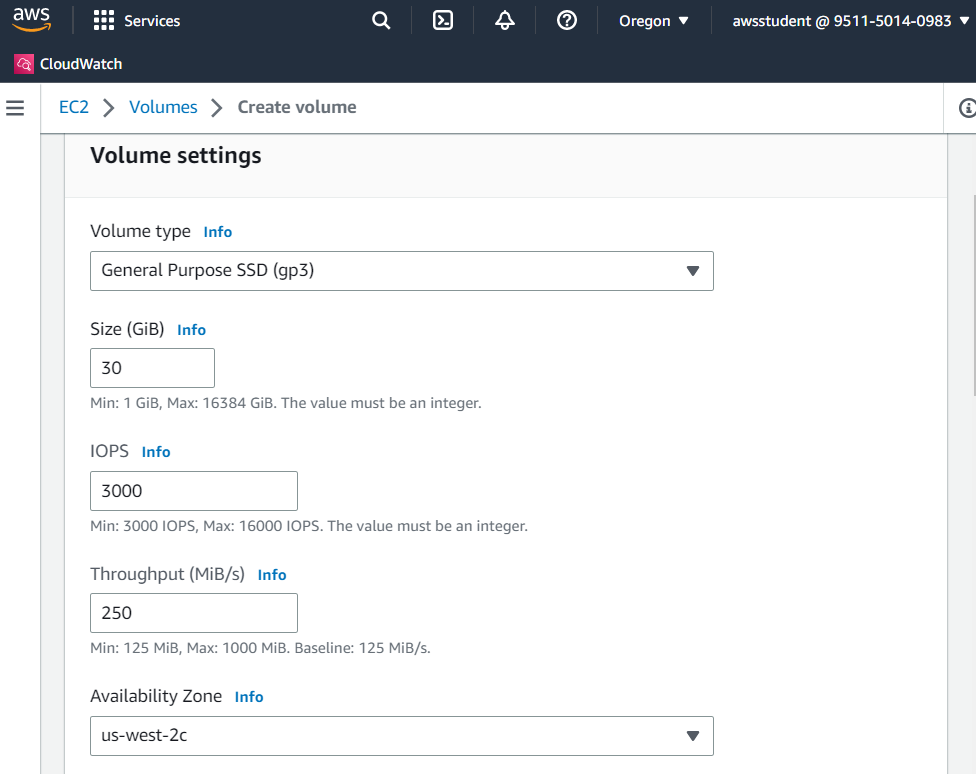 aws Services Oregon awsstudent @ 9511-5014-0983
CloudWatch
EC2 Volumes Create volume
Volume settings
Volume type Info
General Purpose SSD (gp3)
Size (GiB) Info
30
Min: 1 GiB, Max: 16384 GiB. The value must be an integer.
IOPS Info
3000
Min: 3000 IOPS, Max: 16000 IOPS. The value must be an integer.
Throughput (MiB/s) Info
250
Min: 125 MiB, Max: 1000 MiB. Baseline: 125 MiB/s.
Availability Zone Info
us-west-2c